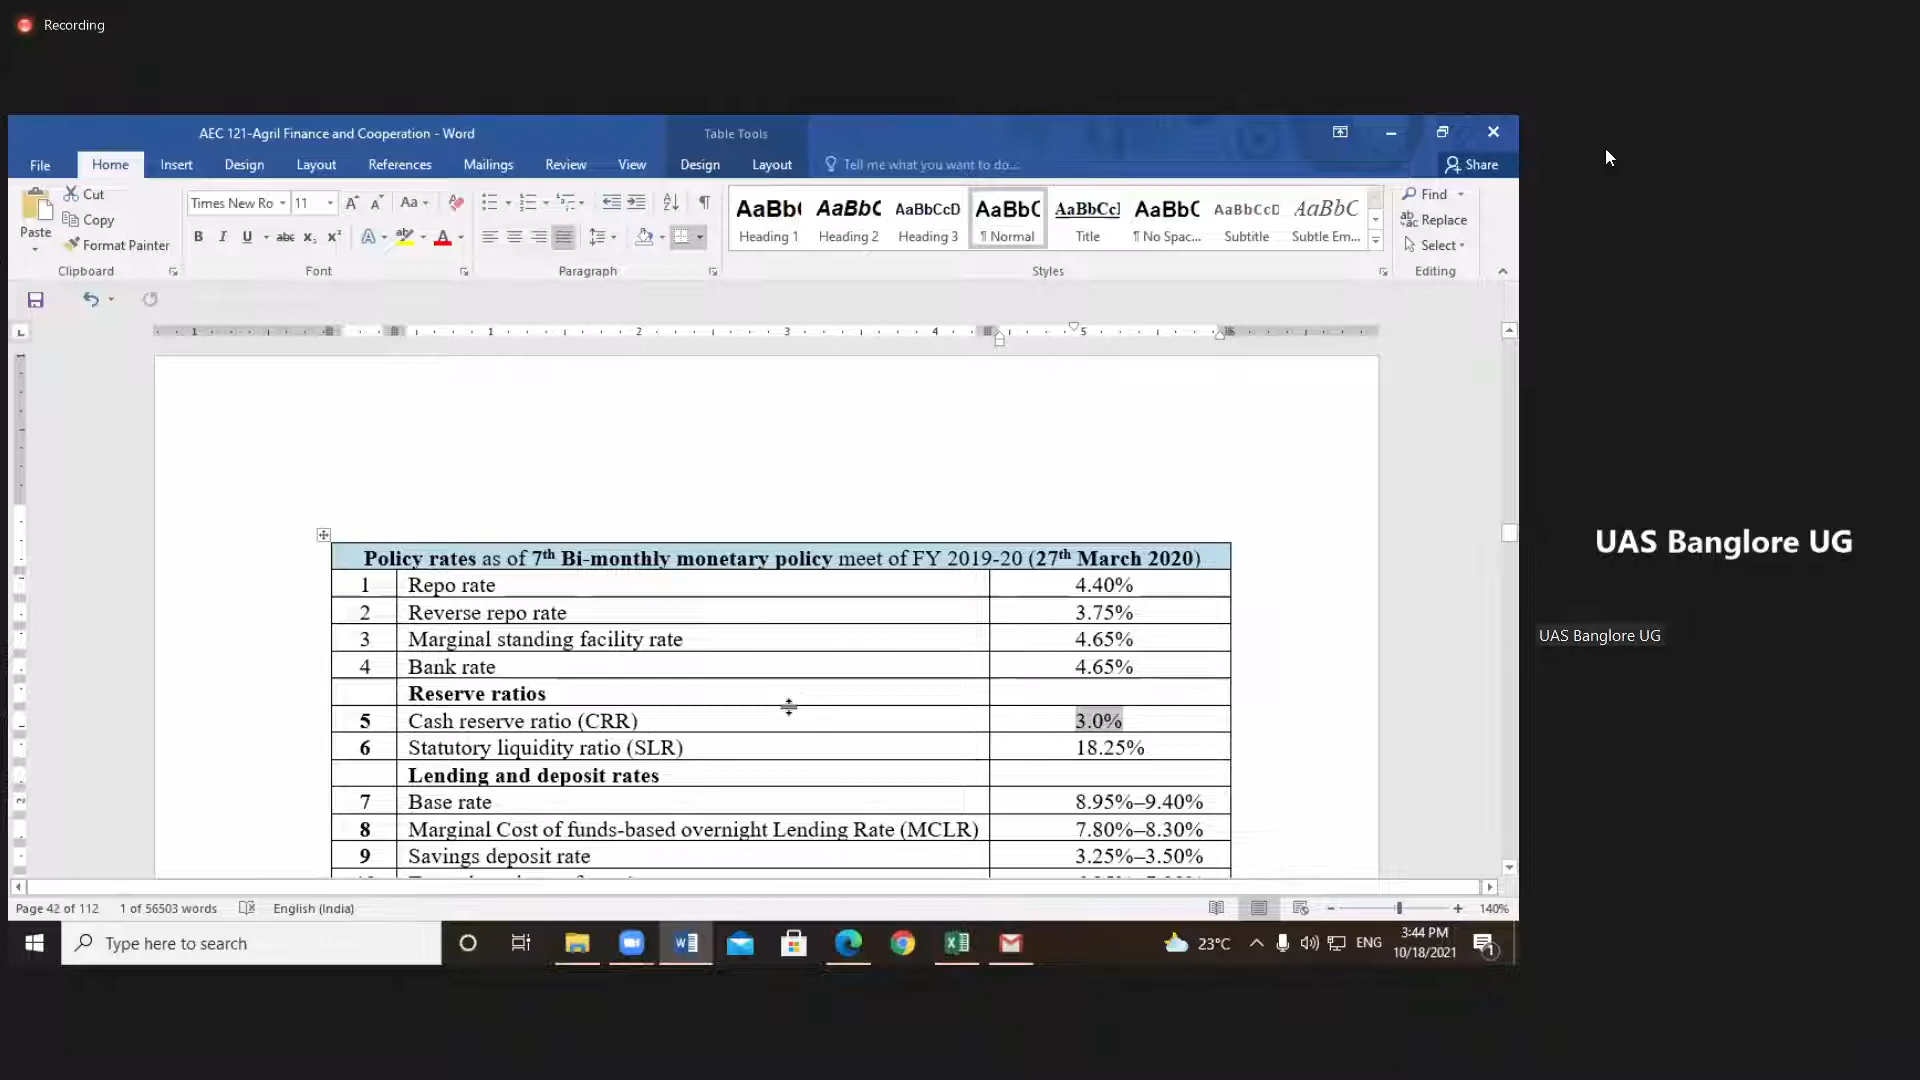 Recording
AEC 121-Agril Finance and Cooperation - Word
Table Tools
File Home Insert Design Layout References Mailings Review View Design Layout Tell me what you want to do... Share
Paste
Cut
Copy
Format Painter
Clipboard
Times New Ro 11
Font
Paragraph
AaBb( AaBbC AaBbCcD AaBbC AaBbCcI AaBbC AaBbCcD AaBbC
Heading 1 Heading 2 Heading 3 ¶ Normal Title ¶ No Spac... Subtitle Subtle Em...
Styles
Find
Replace
Select
Editing
1 1 2 3 4 5
Policy rates as of 7th Bi-monthly monetary policy meet of FY 2019-20 (27th March 2020)
1 Repo rate 4.40%
2 Reverse repo rate 3.75%
3 Marginal standing facility rate 4.65%
4 Bank rate 4.65%
Reserve ratios
5 Cash reserve ratio (CRR) 3.0%
6 Statutory liquidity ratio (SLR) 18.25%
Lending and deposit rates
7 Base rate 8.95%–9.40%
8 Marginal Cost of funds-based overnight Lending Rate (MCLR) 7.80%–8.30%
9 Savings deposit rate 3.25%–3.50%
UAS Banglore UG
UAS Banglore UG
Page 42 of 112 1 of 56503 words English (India) 140%
Type here to search
23°C ENG
3:44 PM
10/18/2021
1